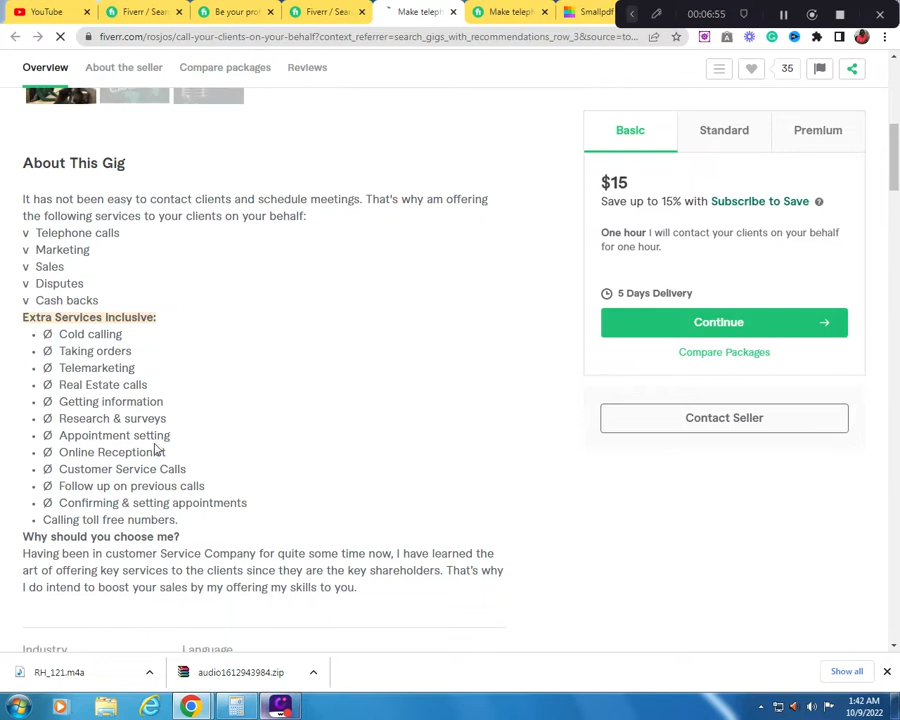 YouTube
Fiverr / Sear
Be your pro
Fiverr / Sear
Make teleph
Make teleph
Smallpdf
00:06:55
fiverr.com/rosjos/call-your-clients-on-your-behalf?context_referrer=search_gigs_with_recommendations_row_3&source=to...
Overview
About the seller
Compare packages
Reviews
35
About This Gig
It has not been easy to contact clients and schedule meetings. That's why am offering
the following services to your clients on your behalf:
v Telephone calls
v Marketing
v Sales
v Disputes
v Cash backs
Extra Services Inclusive:
• Ø Cold calling
• Ø Taking orders
• Ø Telemarketing
• Ø Real Estate calls
• Ø Getting information
• Ø Research & surveys
• Ø Appointment setting
• Ø Online Receptionist
• Ø Customer Service Calls
• Ø Follow up on previous calls
• Ø Confirming & setting appointments
• Calling toll free numbers.
Why should you choose me?
Having been in customer Service Company for quite some time now, I have learned the
art of offering key services to the clients since they are the key shareholders. That's why
I do intend to boost your sales by my offering my skills to you.
Industry
Language
Basic
Standard
Premium
$15
Save up to 15% with Subscribe to Save
One hour I will contact your clients on your behalf
for one hour.
5 Days Delivery
Continue
Compare Packages
Contact Seller
RH_121.m4a
audio1612943984.zip
Show all
1:42 AM
10/9/2022